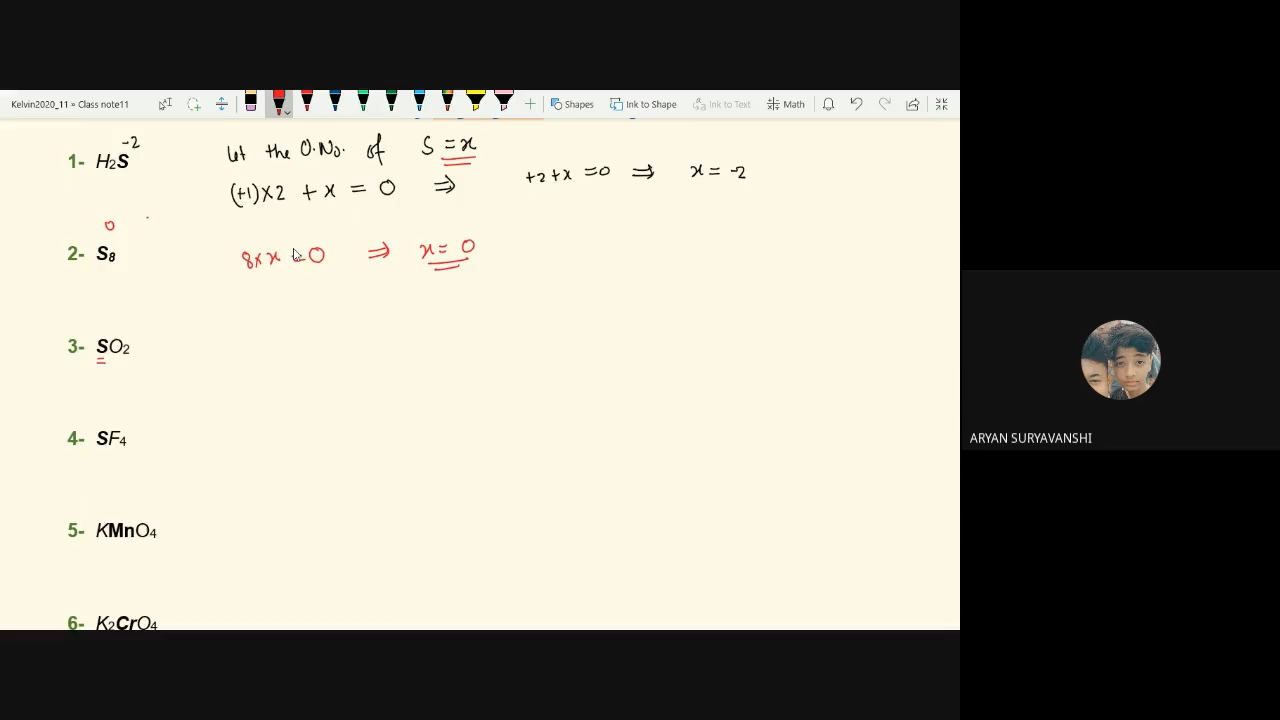 Kelvin2020_11 » Class note11
Shapes
Ink to Shape
Ink to Text
Math
1- H2S -2
let the O.No. of S = x
(+1)×2 + x = 0 ⇒ +2+x =0 ⇒ x = -2
0
2- S8
8×x = 0 ⇒ x = 0
3- SO2
4- SF4
5- KMnO4
6- K2CrO4
ARYAN SURYAVANSHI